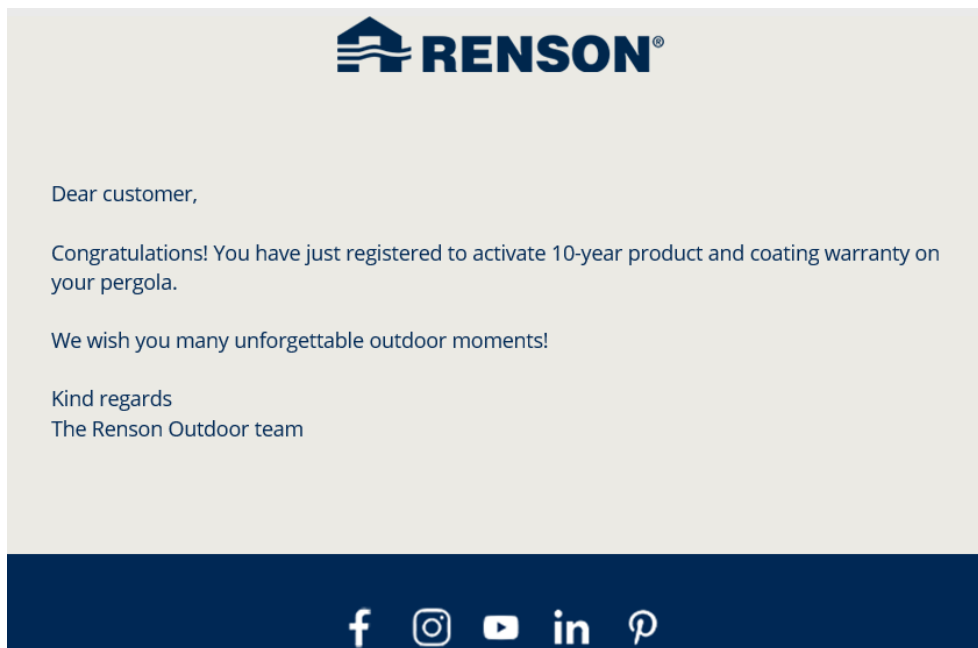 RENSON®
Dear customer,
Congratulations! You have just registered to activate 10-year product and coating warranty on
your pergola.
We wish you many unforgettable outdoor moments!
Kind regards
The Renson Outdoor team